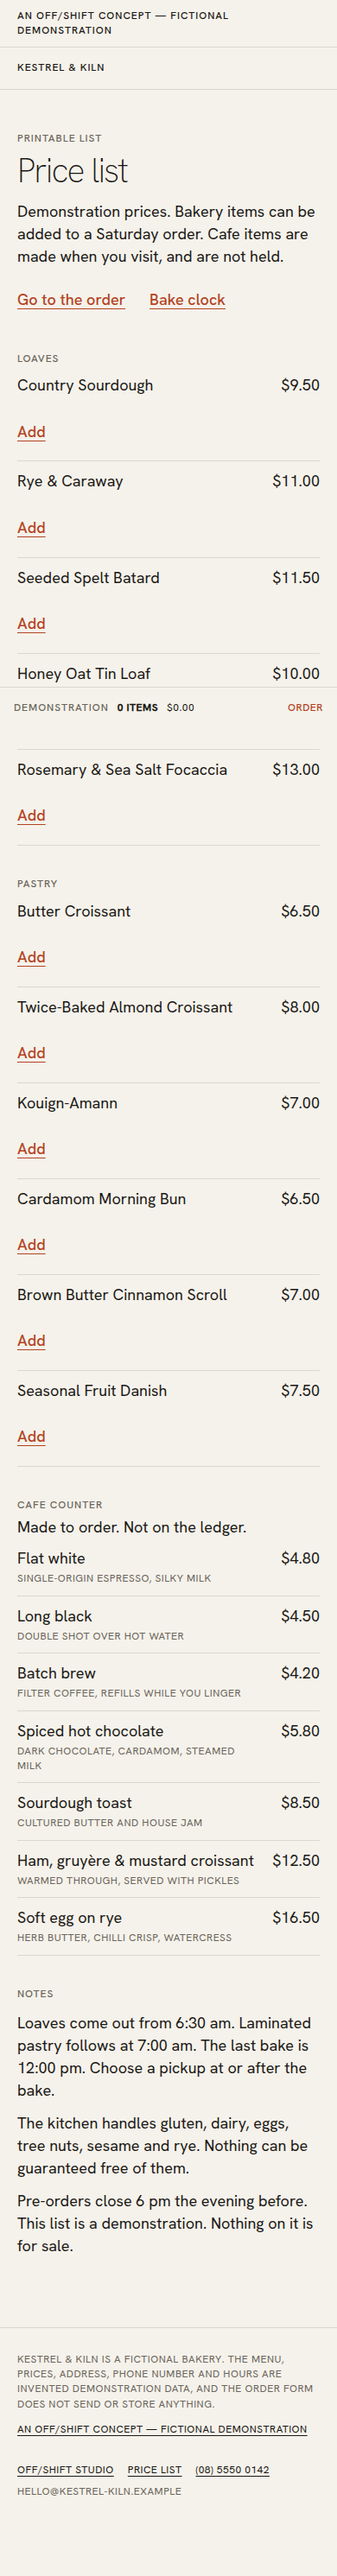 AN OFF/SHIFT CONCEPT — FICTIONAL
DEMONSTRATION
KESTREL & KILN
PRINTABLE LIST
Price list
Demonstration prices. Bakery items can be
added to a Saturday order. Cafe items are
made when you visit, and are not held.
Go to the order Bake clock
LOAVES
Country Sourdough $9.50
Add
Rye & Caraway $11.00
Add
Seeded Spelt Batard $11.50
Add
Honey Oat Tin Loaf $10.00
DEMONSTRATION 0 ITEMS $0.00 ORDER
Rosemary & Sea Salt Focaccia $13.00
Add
PASTRY
Butter Croissant $6.50
Add
Twice-Baked Almond Croissant $8.00
Add
Kouign-Amann $7.00
Add
Cardamom Morning Bun $6.50
Add
Brown Butter Cinnamon Scroll $7.00
Add
Seasonal Fruit Danish $7.50
Add
CAFE COUNTER
Made to order. Not on the ledger.
Flat white $4.80
SINGLE-ORIGIN ESPRESSO, SILKY MILK
Long black $4.50
DOUBLE SHOT OVER HOT WATER
Batch brew $4.20
FILTER COFFEE, REFILLS WHILE YOU LINGER
Spiced hot chocolate $5.80
DARK CHOCOLATE, CARDAMOM, STEAMED
MILK
Sourdough toast $8.50
CULTURED BUTTER AND HOUSE JAM
Ham, gruyère & mustard croissant $12.50
WARMED THROUGH, SERVED WITH PICKLES
Soft egg on rye $16.50
HERB BUTTER, CHILLI CRISP, WATERCRESS
NOTES
Loaves come out from 6:30 am. Laminated
pastry follows at 7:00 am. The last bake is
12:00 pm. Choose a pickup at or after the
bake.
The kitchen handles gluten, dairy, eggs,
tree nuts, sesame and rye. Nothing can be
guaranteed free of them.
Pre-orders close 6 pm the evening before.
This list is a demonstration. Nothing on it is
for sale.
KESTREL & KILN IS A FICTIONAL BAKERY. THE MENU,
PRICES, ADDRESS, PHONE NUMBER AND HOURS ARE
INVENTED DEMONSTRATION DATA, AND THE ORDER FORM
DOES NOT SEND OR STORE ANYTHING.
AN OFF/SHIFT CONCEPT — FICTIONAL DEMONSTRATION
OFF/SHIFT STUDIO PRICE LIST (08) 5550 0142
HELLO@KESTREL-KILN.EXAMPLE